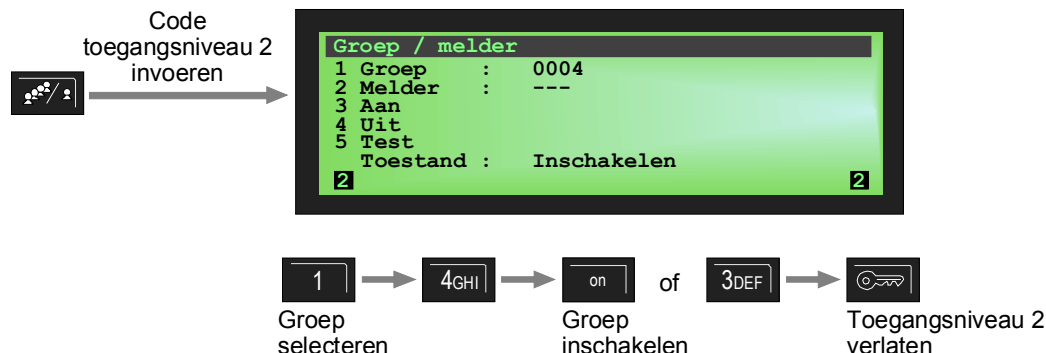 Code
toegangsniveau 2
invoeren
Groep / melder
1 Groep : 0004
2 Melder : ---
3 Aan
4 Uit
5 Test
Toestand : Inschakelen
2 2
1 4GHI on of 3DEF
Groep selecteren
Groep inschakelen
Toegangsniveau 2 verlaten